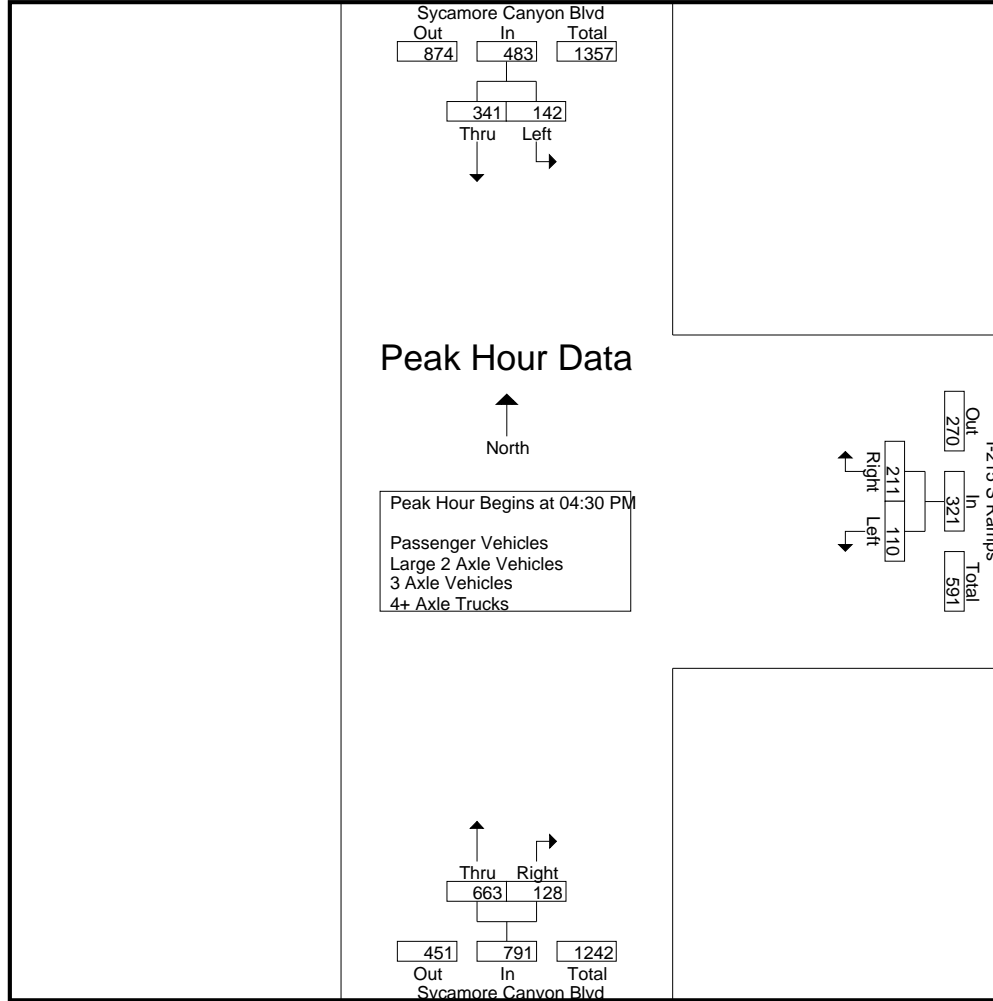 Sycamore Canyon Blvd
Out In Total
874 483 1357
341 142
Thru Left
Peak Hour Data
North
Peak Hour Begins at 04:30 PM
Passenger Vehicles
Large 2 Axle Vehicles
3 Axle Vehicles
4+ Axle Trucks
Ramps
Out In Total
270 321 591
211 110
Right Left
Thru Right
663 128
451 791 1242
Out In Total
Sycamore Canyon Blvd